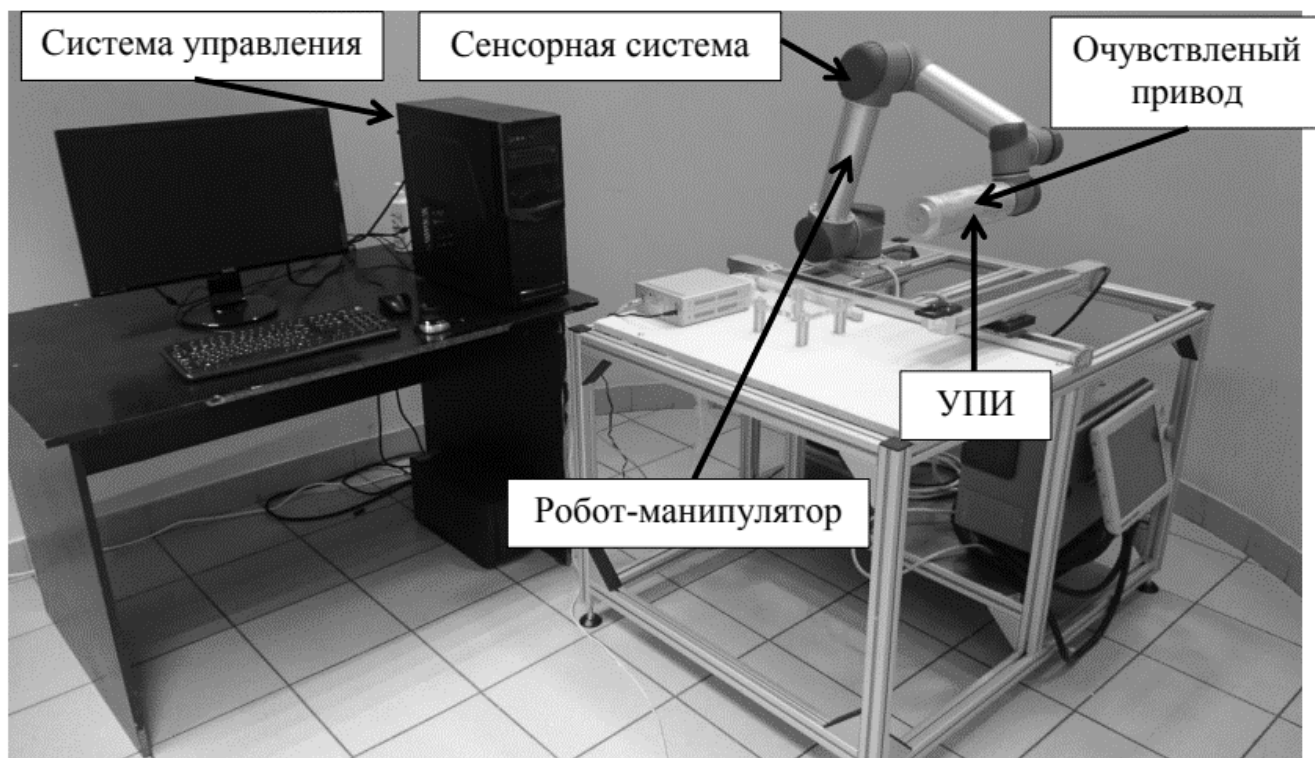 Система управления
Сенсорная система
Очувствленый
привод
УПИ
Робот-манипулятор